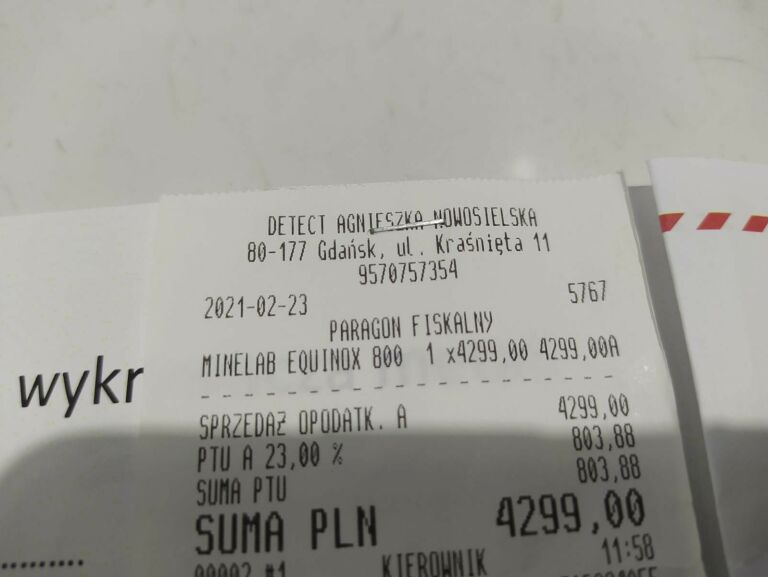 DETECT AGNIESZKA NOWOSIELSKA
80-177 Gdańsk, ul. Kraśnięta 11
9570757354
2021-02-23 5767
PARAGON FISKALNY
MINELAB EQUINOX 800 1 x4299,00 4299,00A
SPRZEDAŻ OPODATK. A 4299,00
PTU A 23,00 % 803,88
SUMA PTU 803,88
SUMA PLN 4299,00
00002 #1 KIEROWNIK 11:58
wykr